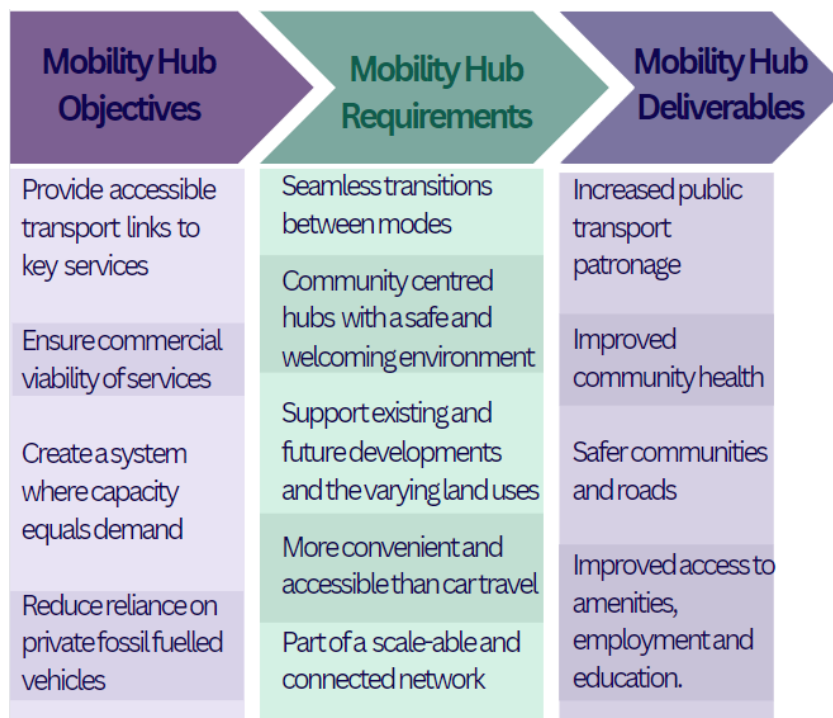 Mobility Hub
Objectives
Provide accessible
transport links to
key services
Ensure commercial
viability of services
Create a system
where capacity
equals demand
Reduce reliance on
private fossil fuelled
vehicles
Mobility Hub
Requirements
Seamless transitions
between modes
Community centred
hubs with a safe and
welcoming environment
Support existing and
future developments
and the varying land uses
More convenient and
accessible than car travel
Part of a scale-able and
connected network
Mobility Hub
Deliverables
Increased public
transport
patronage
Improved
community health
Safer communities
and roads
Improved access to
amenities,
employment and
education.